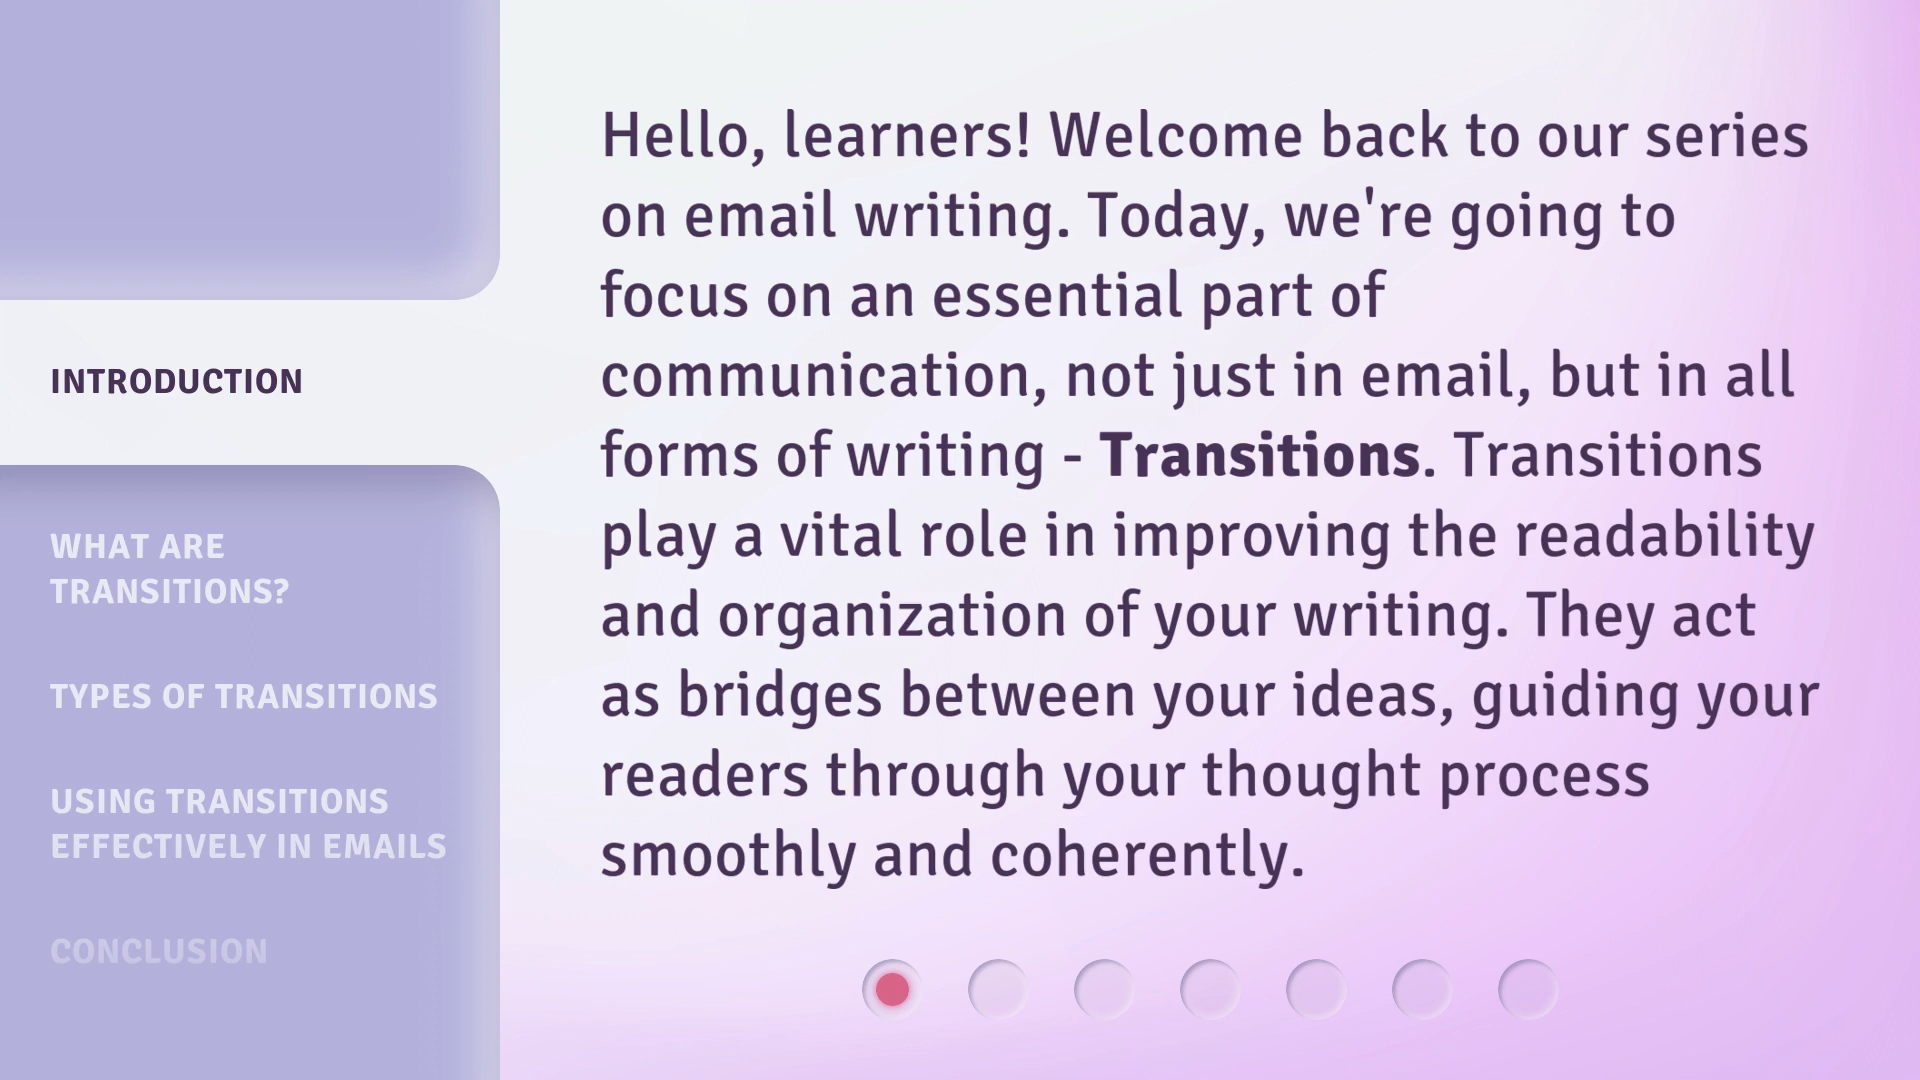 INTRODUCTION
WHAT ARE
TRANSITIONS?
TYPES OF TRANSITIONS
USING TRANSITIONS
EFFECTIVELY IN EMAILS
CONCLUSION
Hello, learners! Welcome back to our series
on email writing. Today, we're going to
focus on an essential part of
communication, not just in email, but in all
forms of writing - Transitions. Transitions
play a vital role in improving the readability
and organization of your writing. They act
as bridges between your ideas, guiding your
readers through your thought process
smoothly and coherently.